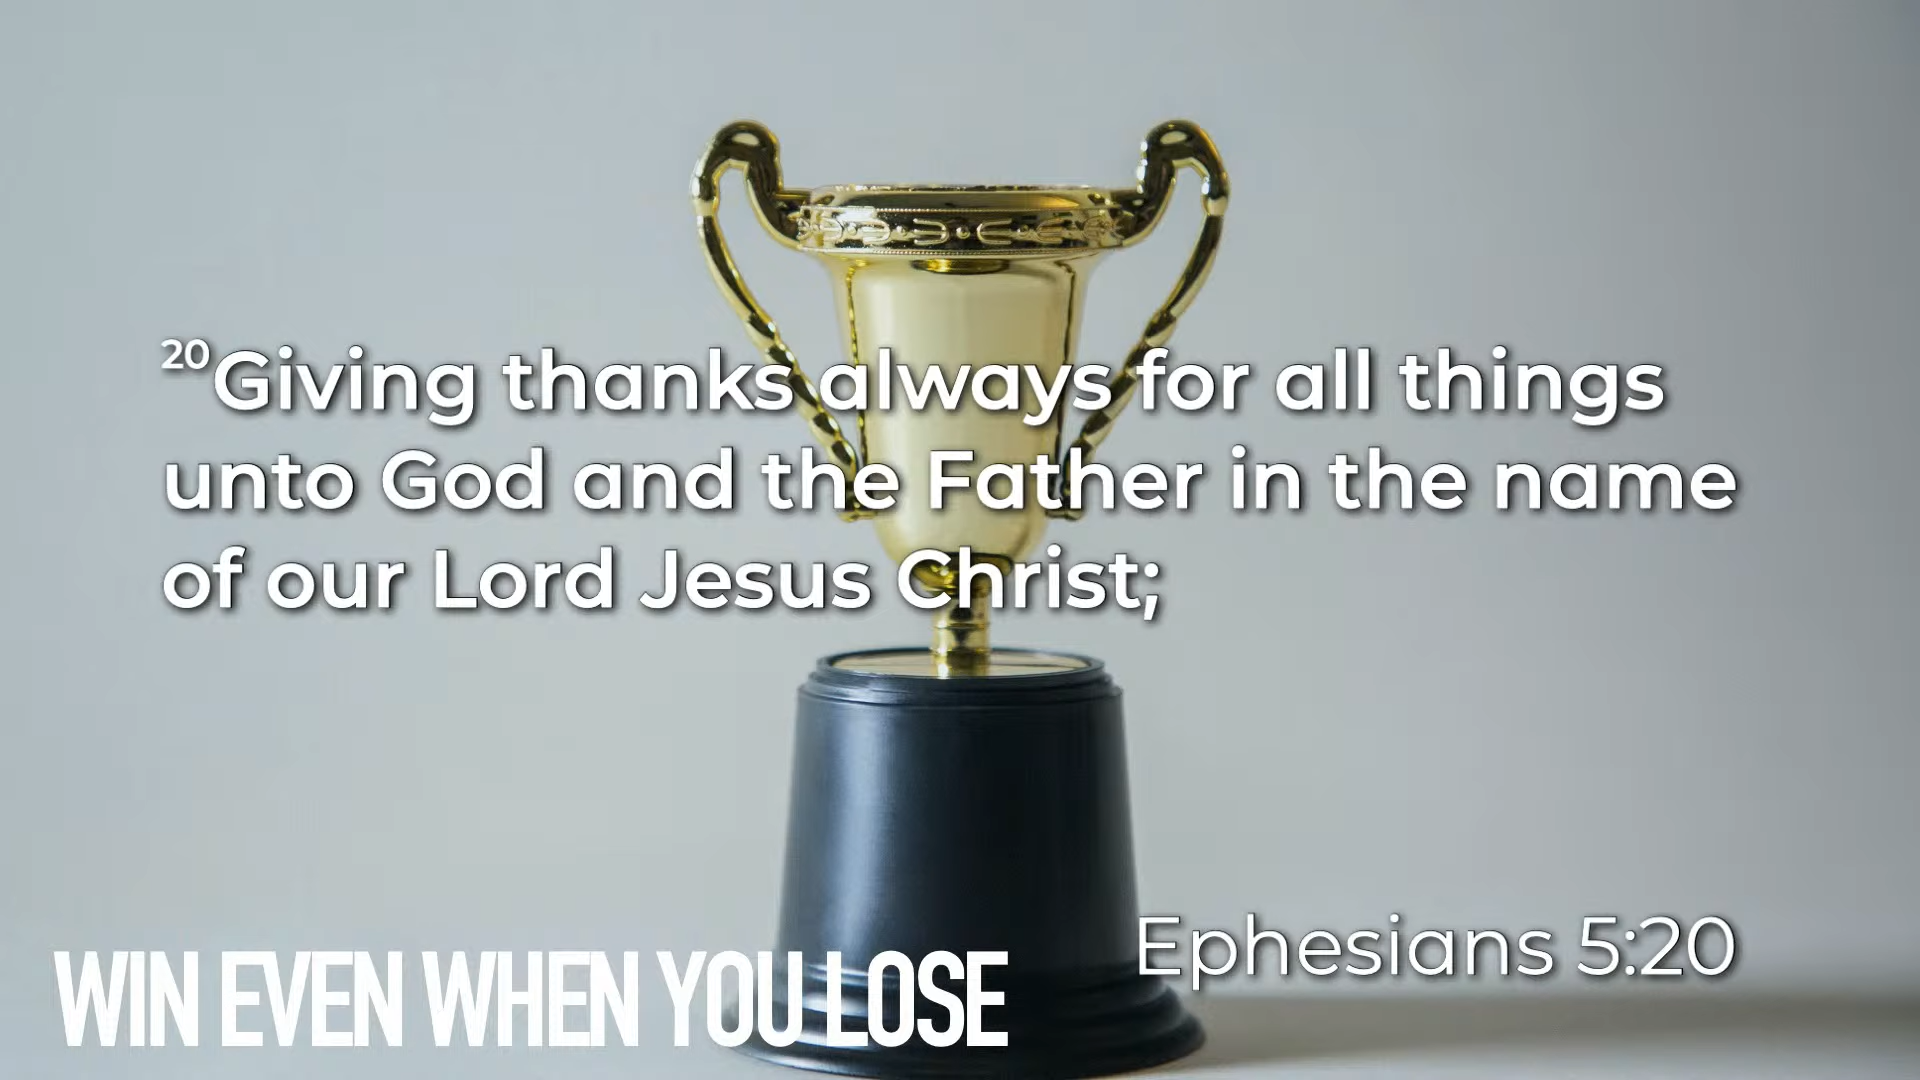 20Giving thanks always for all things
unto God and the Father in the name
of our Lord Jesus Christ;
Ephesians 5:20
WIN EVEN WHEN YOU LOSE